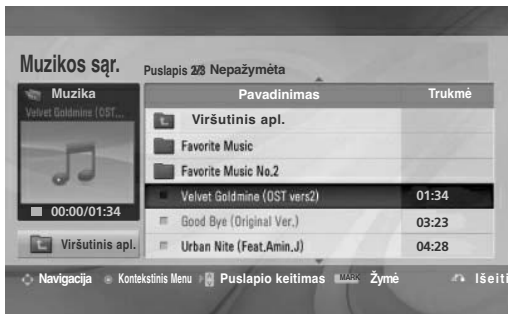 Muzikos sąr.
Puslapis 2/3 Nepažymėta
Muzika
Velvet Goldmine (OST...
00:00/01:34
Viršutinis apl.
Pavadinimas Trukmė
Viršutinis apl.
Favorite Music
Favorite Music No.2
Velvet Goldmine (OST vers2) 01:34
Good Bye (Original Ver.) 03:23
Urban Nite (Feat.Amin.J) 04:28
Navigacija Kontekstinis Menu Puslapio keitimas MARK Žymė Išeiti